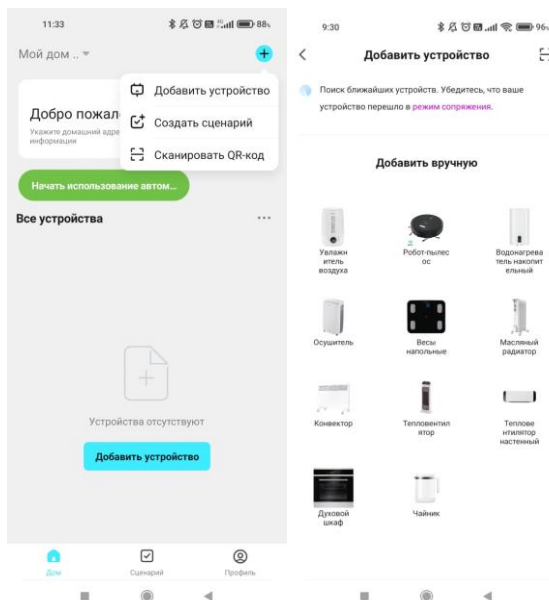 11:33
88%
Мой дом ..
Добавить устройство
Создать сценарий
Сканировать QR-код
Добро пожал
Укажите домашний адре
информации
Начать использование автом...
Все устройства
Устройства отсутствуют
Добавить устройство
Дом
Сценарий
Профиль
9:30
96%
Добавить устройство
Поиск ближайших устройств. Убедитесь, что ваше
устройство перешло в режим сопряжения.
Добавить вручную
Увлажн
итель
воздуха
Робот-пылес
ос
Водонагрева
тель накопит
ельный
Осушитель
Весы
напольные
Масляный
радиатор
Конвектор
Тепловентил
ятор
Теплове
нтилятор
настенный
Духовой
шкаф
Чайник